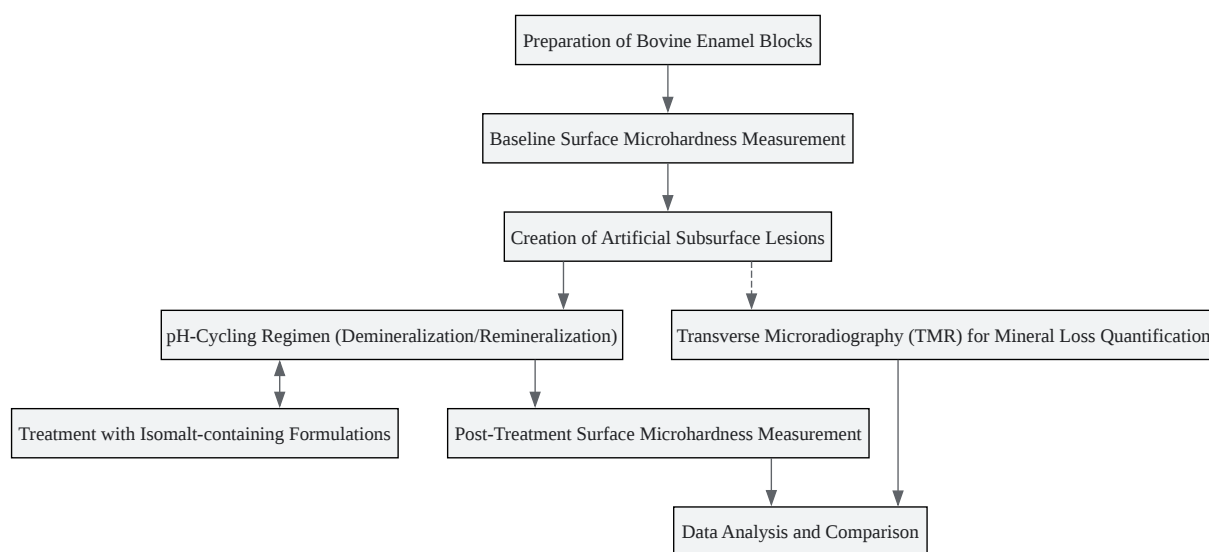 Preparation of Bovine Enamel Blocks
Baseline Surface Microhardness Measurement
Creation of Artificial Subsurface Lesions
pH-Cycling Regimen (Demineralization/Remineralization)
Transverse Microradiography (TMR) for Mineral Loss Quantification
Treatment with Isomalt-containing Formulations
Post-Treatment Surface Microhardness Measurement
Data Analysis and Comparison